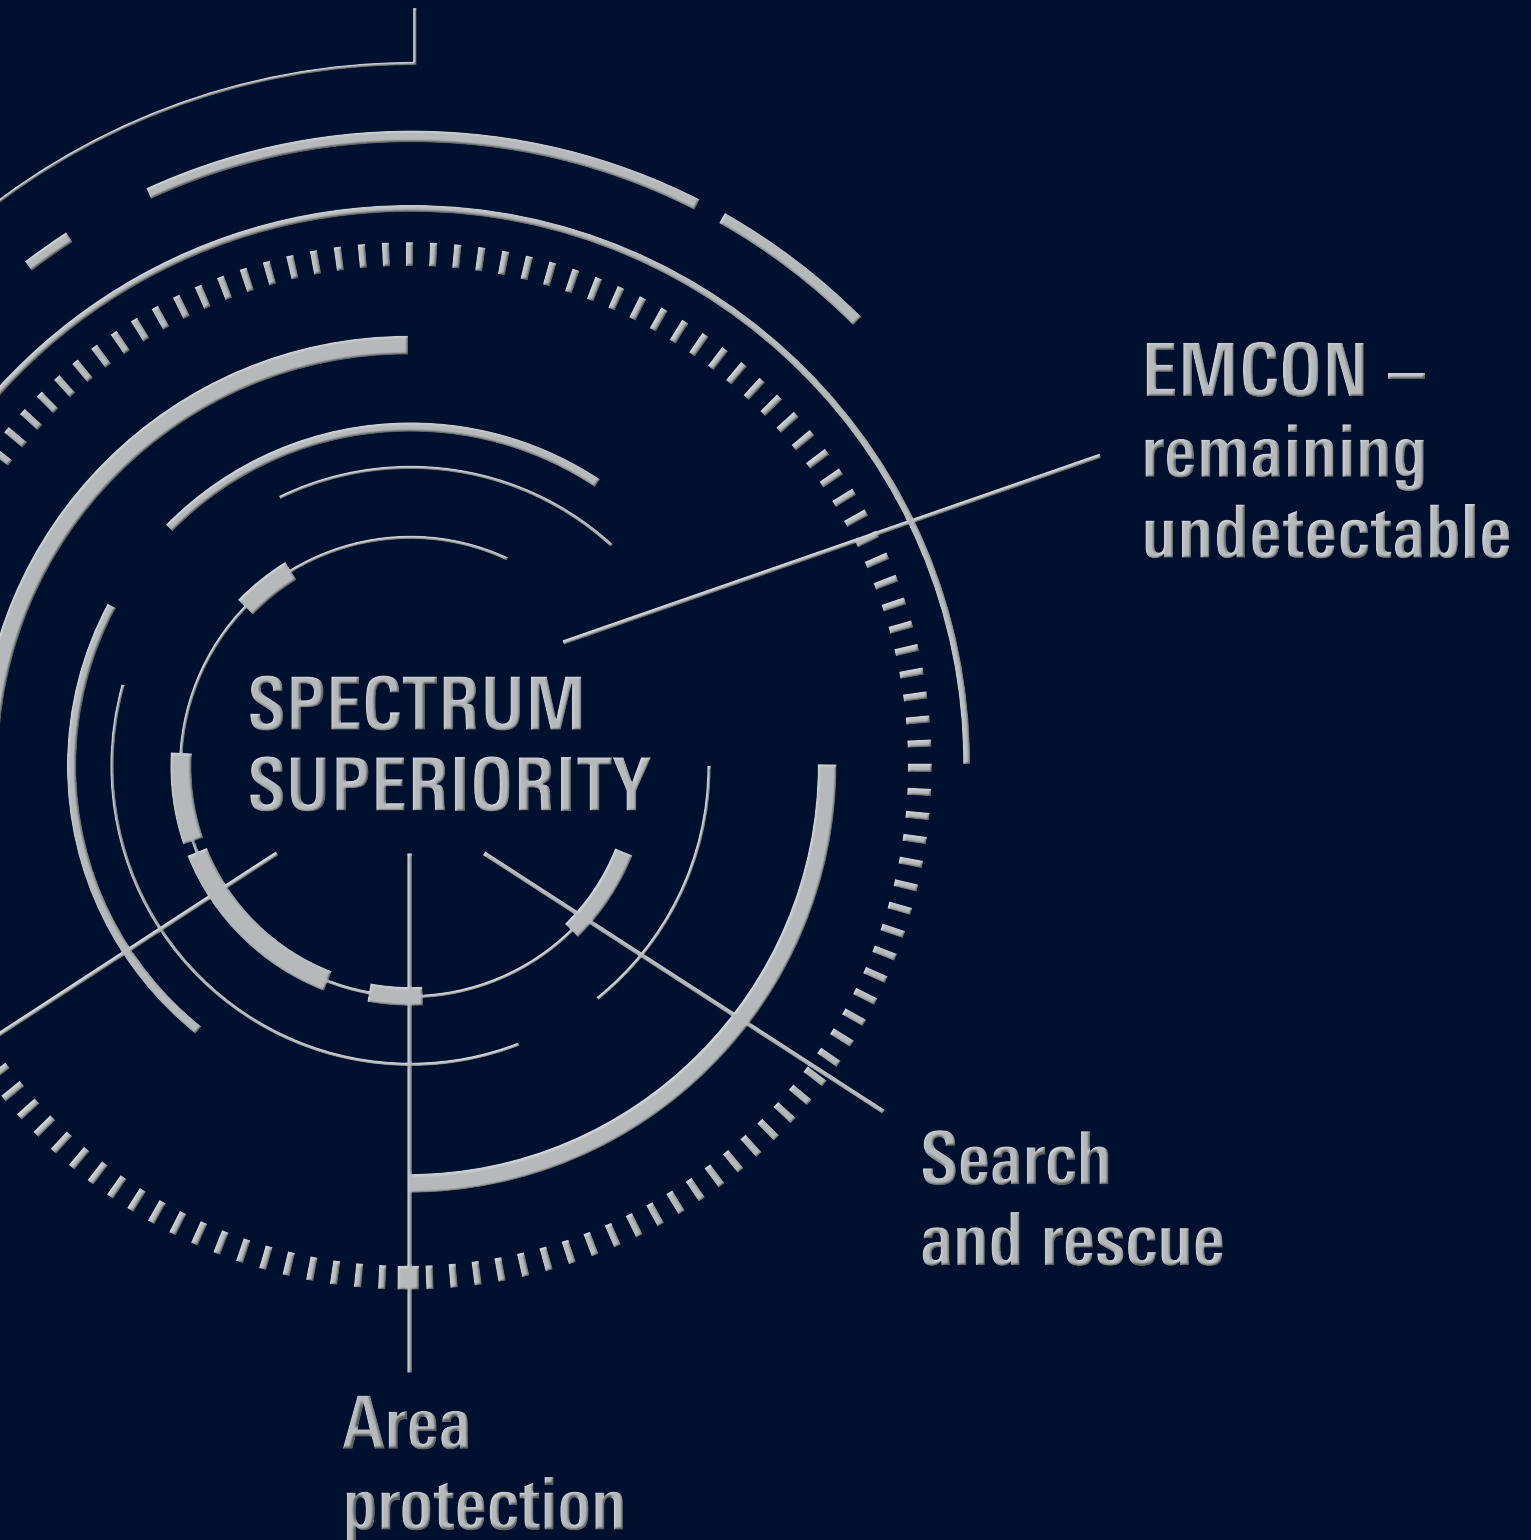 EMCON –
remaining
undetectable
SPECTRUM
SUPERIORITY
Search
and rescue
Area
protection